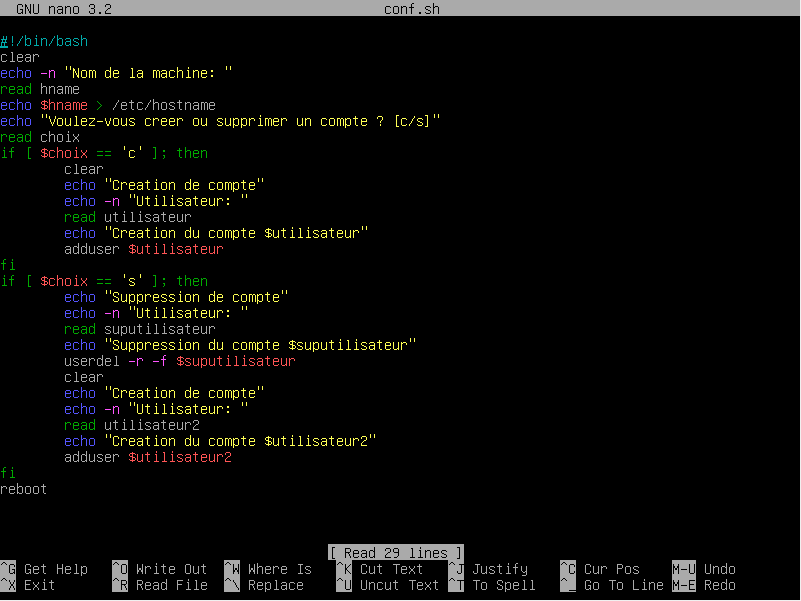 GNU nano 3.2 conf.sh
#!/bin/bash
clear
echo -n "Nom de la machine: "
read hname
echo $hname > /etc/hostname
echo "Voulez-vous creer ou supprimer un compte ? [c/s]"
read choix
if [ $choix == 'c' ]; then
        clear
        echo "Creation de compte"
        echo -n "Utilisateur: "
        read utilisateur
        echo "Creation du compte $utilisateur"
        adduser $utilisateur
fi
if [ $choix == 's' ]; then
        echo "Suppression de compte"
        echo -n "Utilisateur: "
        read suputilisateur
        echo "Suppression du compte $suputilisateur"
        userdel -r -f $suputilisateur
        clear
        echo "Creation de compte"
        echo -n "Utilisateur: "
        read utilisateur2
        echo "Creation du compte $utilisateur2"
        adduser $utilisateur2
fi
reboot
[ Read 29 lines ]
^G Get Help ^O Write Out ^W Where Is ^K Cut Text ^J Justify ^C Cur Pos M-U Undo
^X Exit ^R Read File ^\ Replace ^U Uncut Text ^T To Spell ^_ Go To Line M-E Redo